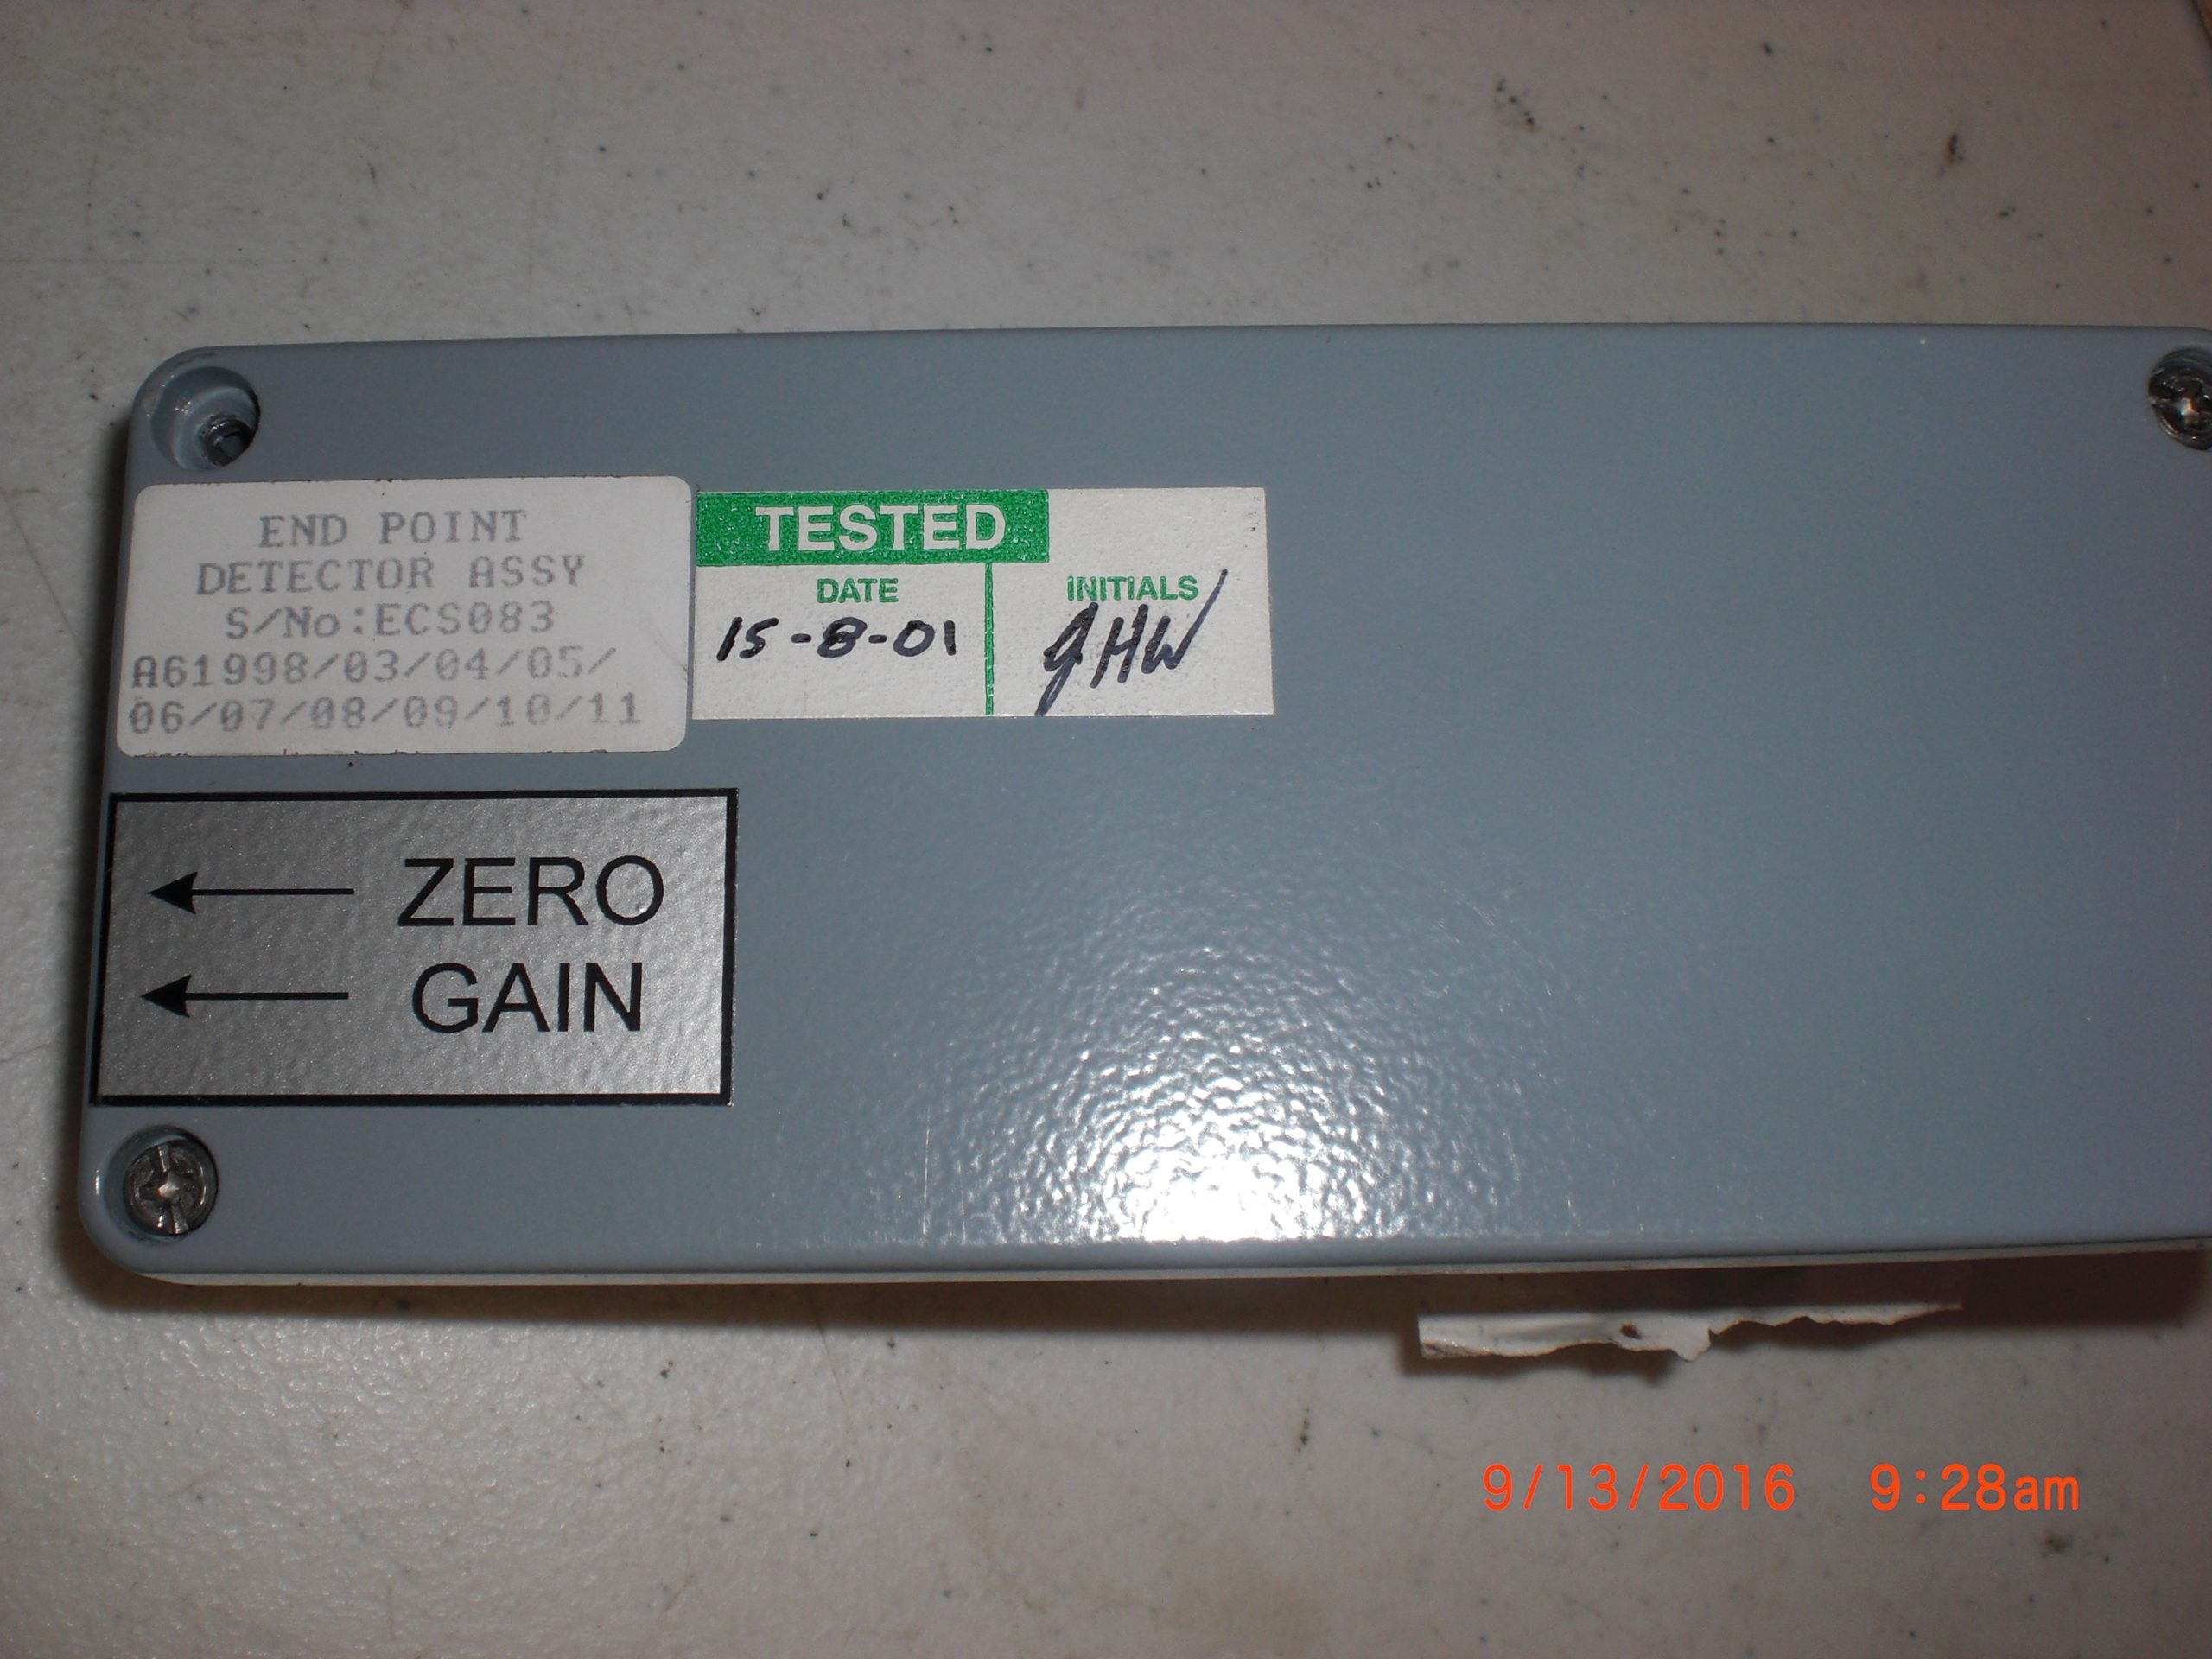 END POINT
DETECTOR ASSY
S/No:ECS083
A61998/03/04/05/
06/07/08/09/10/11
TESTED
DATE
INITIALS
15-8-01
JHW
ZERO
GAIN
9/13/2016 9:28am